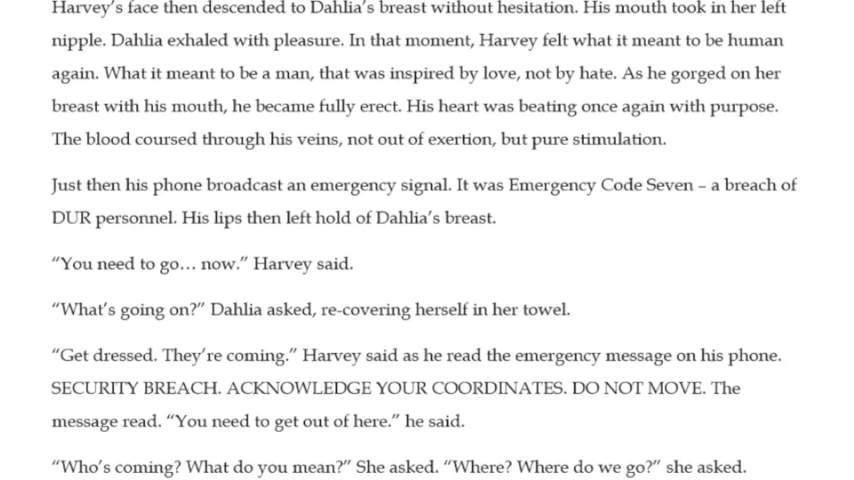 Harvey's face then descended to Dahlia's breast without hesitation. His mouth took in her left
nipple. Dahlia exhaled with pleasure. In that moment, Harvey felt what it meant to be human
again. What it meant to be a man, that was inspired by love, not by hate. As he gorged on her
breast with his mouth, he became fully erect. His heart was beating once again with purpose.
The blood coursed through his veins, not out of exertion, but pure stimulation.
Just then his phone broadcast an emergency signal. It was Emergency Code Seven – a breach of
DUR personnel. His lips then left hold of Dahlia's breast.
“You need to go… now.” Harvey said.
“What's going on?” Dahlia asked, re-covering herself in her towel.
“Get dressed. They're coming.” Harvey said as he read the emergency message on his phone.
SECURITY BREACH. ACKNOWLEDGE YOUR COORDINATES. DO NOT MOVE. The
message read. “You need to get out of here.” he said.
“Who's coming? What do you mean?” She asked. “Where? Where do we go?” she asked.